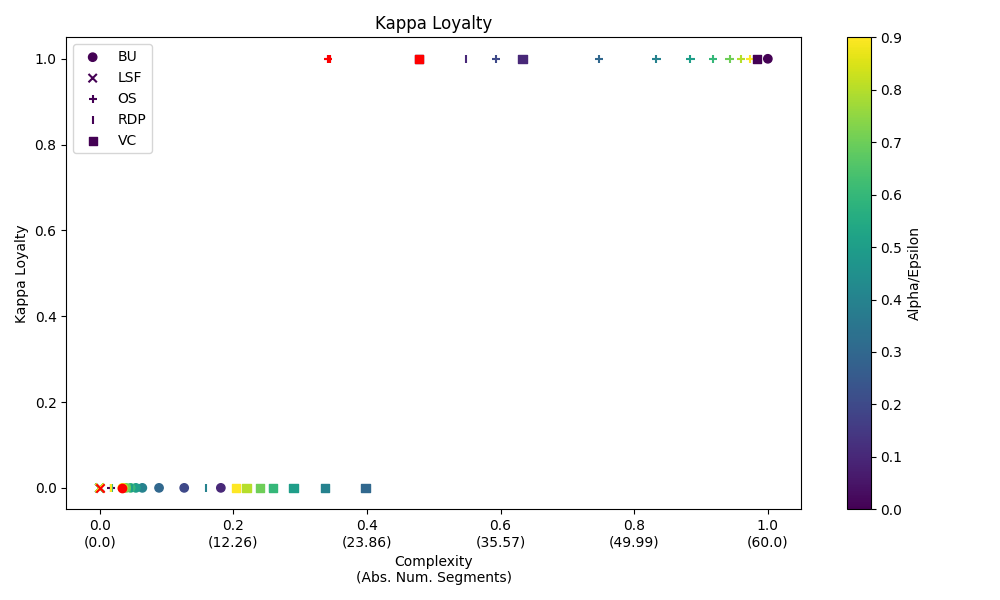 Kappa Loyalty
BU
LSF
OS
RDP
VC
Kappa Loyalty
1.0
0.8
0.6
0.4
0.2
0.0
0.0 0.2 0.4 0.6 0.8 1.0
(0.0) (12.26) (23.86) (35.57) (49.99) (60.0)
Complexity
(Abs. Num. Segments)
0.9
0.8
0.7
0.6
0.5
0.4
0.3
0.2
0.1
0.0
Alpha/Epsilon